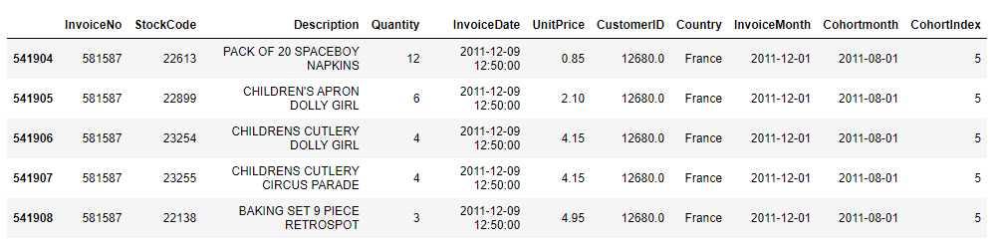 InvoiceNo StockCode Description Quantity InvoiceDate UnitPrice CustomerID Country InvoiceMonth Cohortmonth CohortIndex
541904 581587 22613 PACK OF 20 SPACEBOY NAPKINS 12 2011-12-09 12:50:00 0.85 12680.0 France 2011-12-01 2011-08-01 5
541905 581587 22899 CHILDREN'S APRON DOLLY GIRL 6 2011-12-09 12:50:00 2.10 12680.0 France 2011-12-01 2011-08-01 5
541906 581587 23254 CHILDRENS CUTLERY DOLLY GIRL 4 2011-12-09 12:50:00 4.15 12680.0 France 2011-12-01 2011-08-01 5
541907 581587 23255 CHILDRENS CUTLERY CIRCUS PARADE 4 2011-12-09 12:50:00 4.15 12680.0 France 2011-12-01 2011-08-01 5
541908 581587 22138 BAKING SET 9 PIECE RETROSPOT 3 2011-12-09 12:50:00 4.95 12680.0 France 2011-12-01 2011-08-01 5